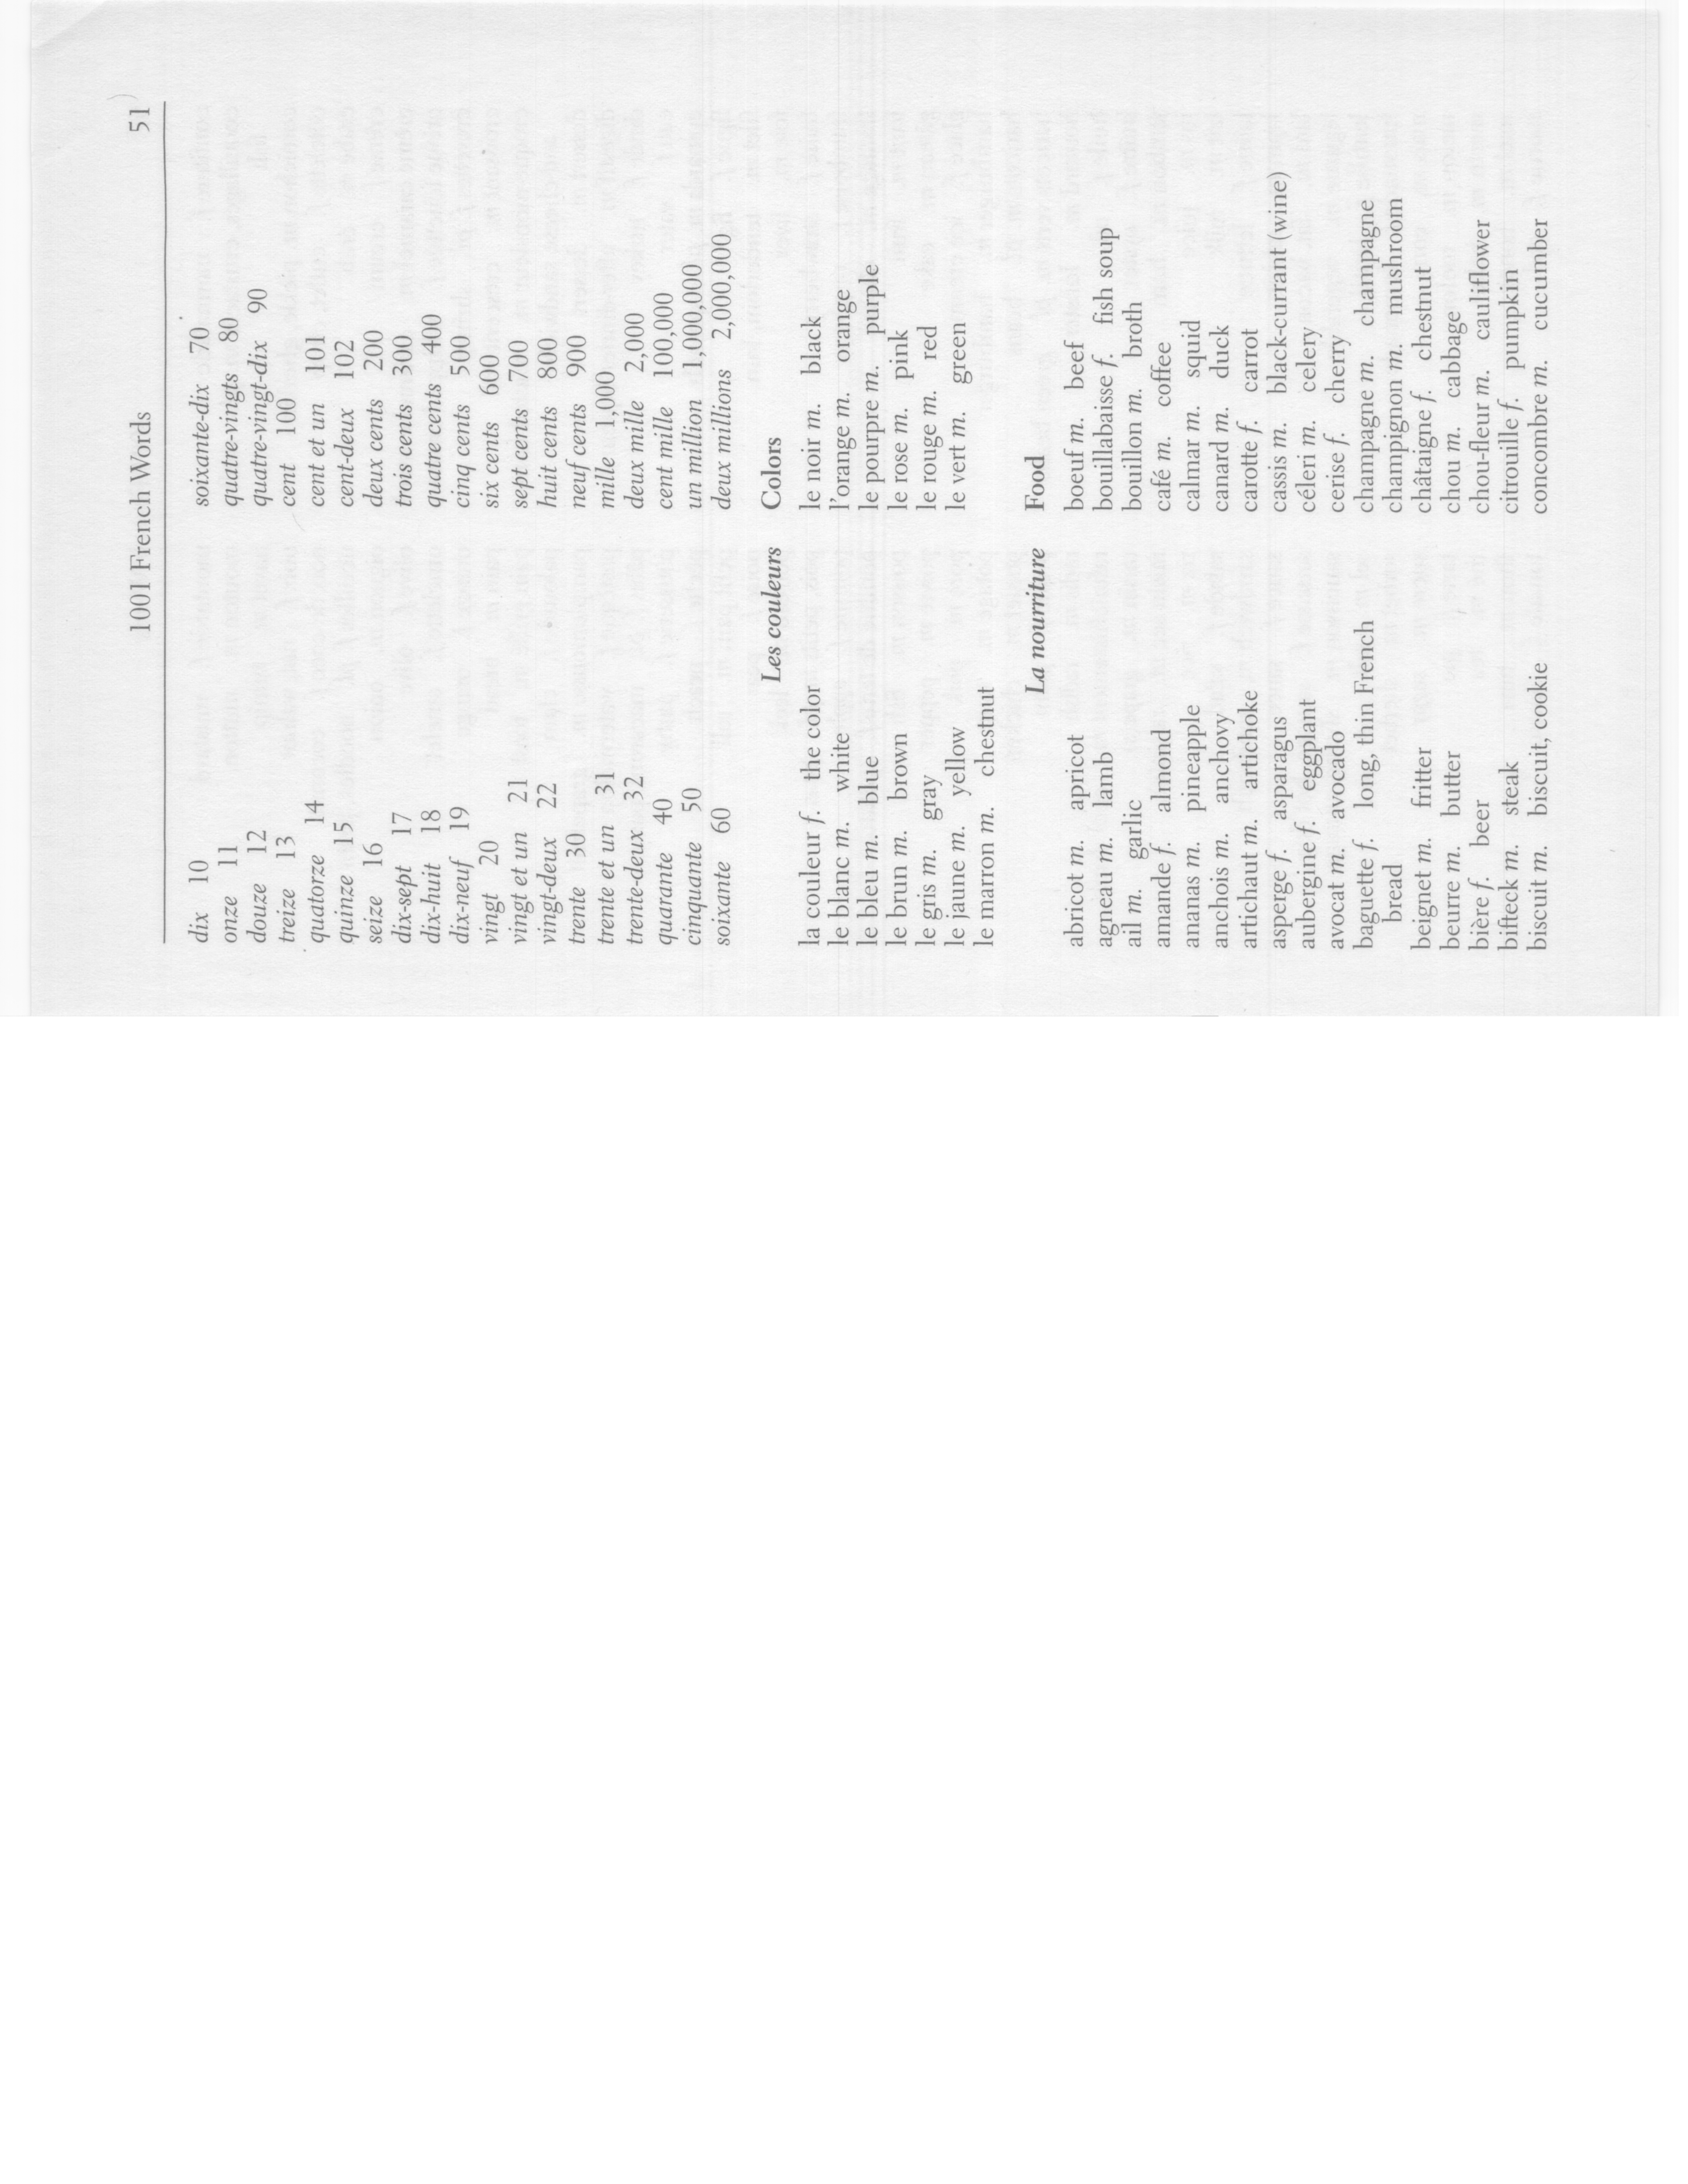 1001 French Words 51
dix 10
onze 11
douze 12
treize 13
quatorze 14
quinze 15
seize 16
dix-sept 17
dix-huit 18
dix-neuf 19
vingt 20
vingt et un 21
vingt-deux 22
trente 30
trente et un 31
trente-deux 32
quarante 40
cinquante 50
soixante 60
soixante-dix 70
quatre-vingts 80
quatre-vingt-dix 90
cent 100
cent et un 101
cent-deux 102
deux cents 200
trois cents 300
quatre cents 400
cinq cents 500
six cents 600
sept cents 700
huit cents 800
neuf cents 900
mille 1,000
deux mille 2,000
cent mille 100,000
un million 1,000,000
deux millions 2,000,000
Les couleurs Colors
la couleur f. the color
le blanc m. white
le bleu m. blue
le brun m. brown
le gris m. gray
le jaune m. yellow
le marron m. chestnut
le noir m. black
l'orange m. orange
le pourpre m. purple
le rose m. pink
le rouge m. red
le vert m. green
La nourriture Food
abricot m. apricot
agneau m. lamb
ail m. garlic
amande f. almond
ananas m. pineapple
anchois m. anchovy
artichaut m. artichoke
asperge f. asparagus
aubergine f. eggplant
avocat m. avocado
baguette f. long, thin French
bread
beignet m. fritter
beurre m. butter
bière f. beer
bifteck m. steak
biscuit m. biscuit, cookie
boeuf m. beef
bouillabaisse f. fish soup
bouillon m. broth
café m. coffee
calmar m. squid
canard m. duck
carotte f. carrot
cassis m. black-currant (wine)
céleri m. celery
cerise f. cherry
champagne m. champagne
champignon m. mushroom
châtaigne f. chestnut
chou m. cabbage
chou-fleur m. cauliflower
citrouille f. pumpkin
concombre m. cucumber